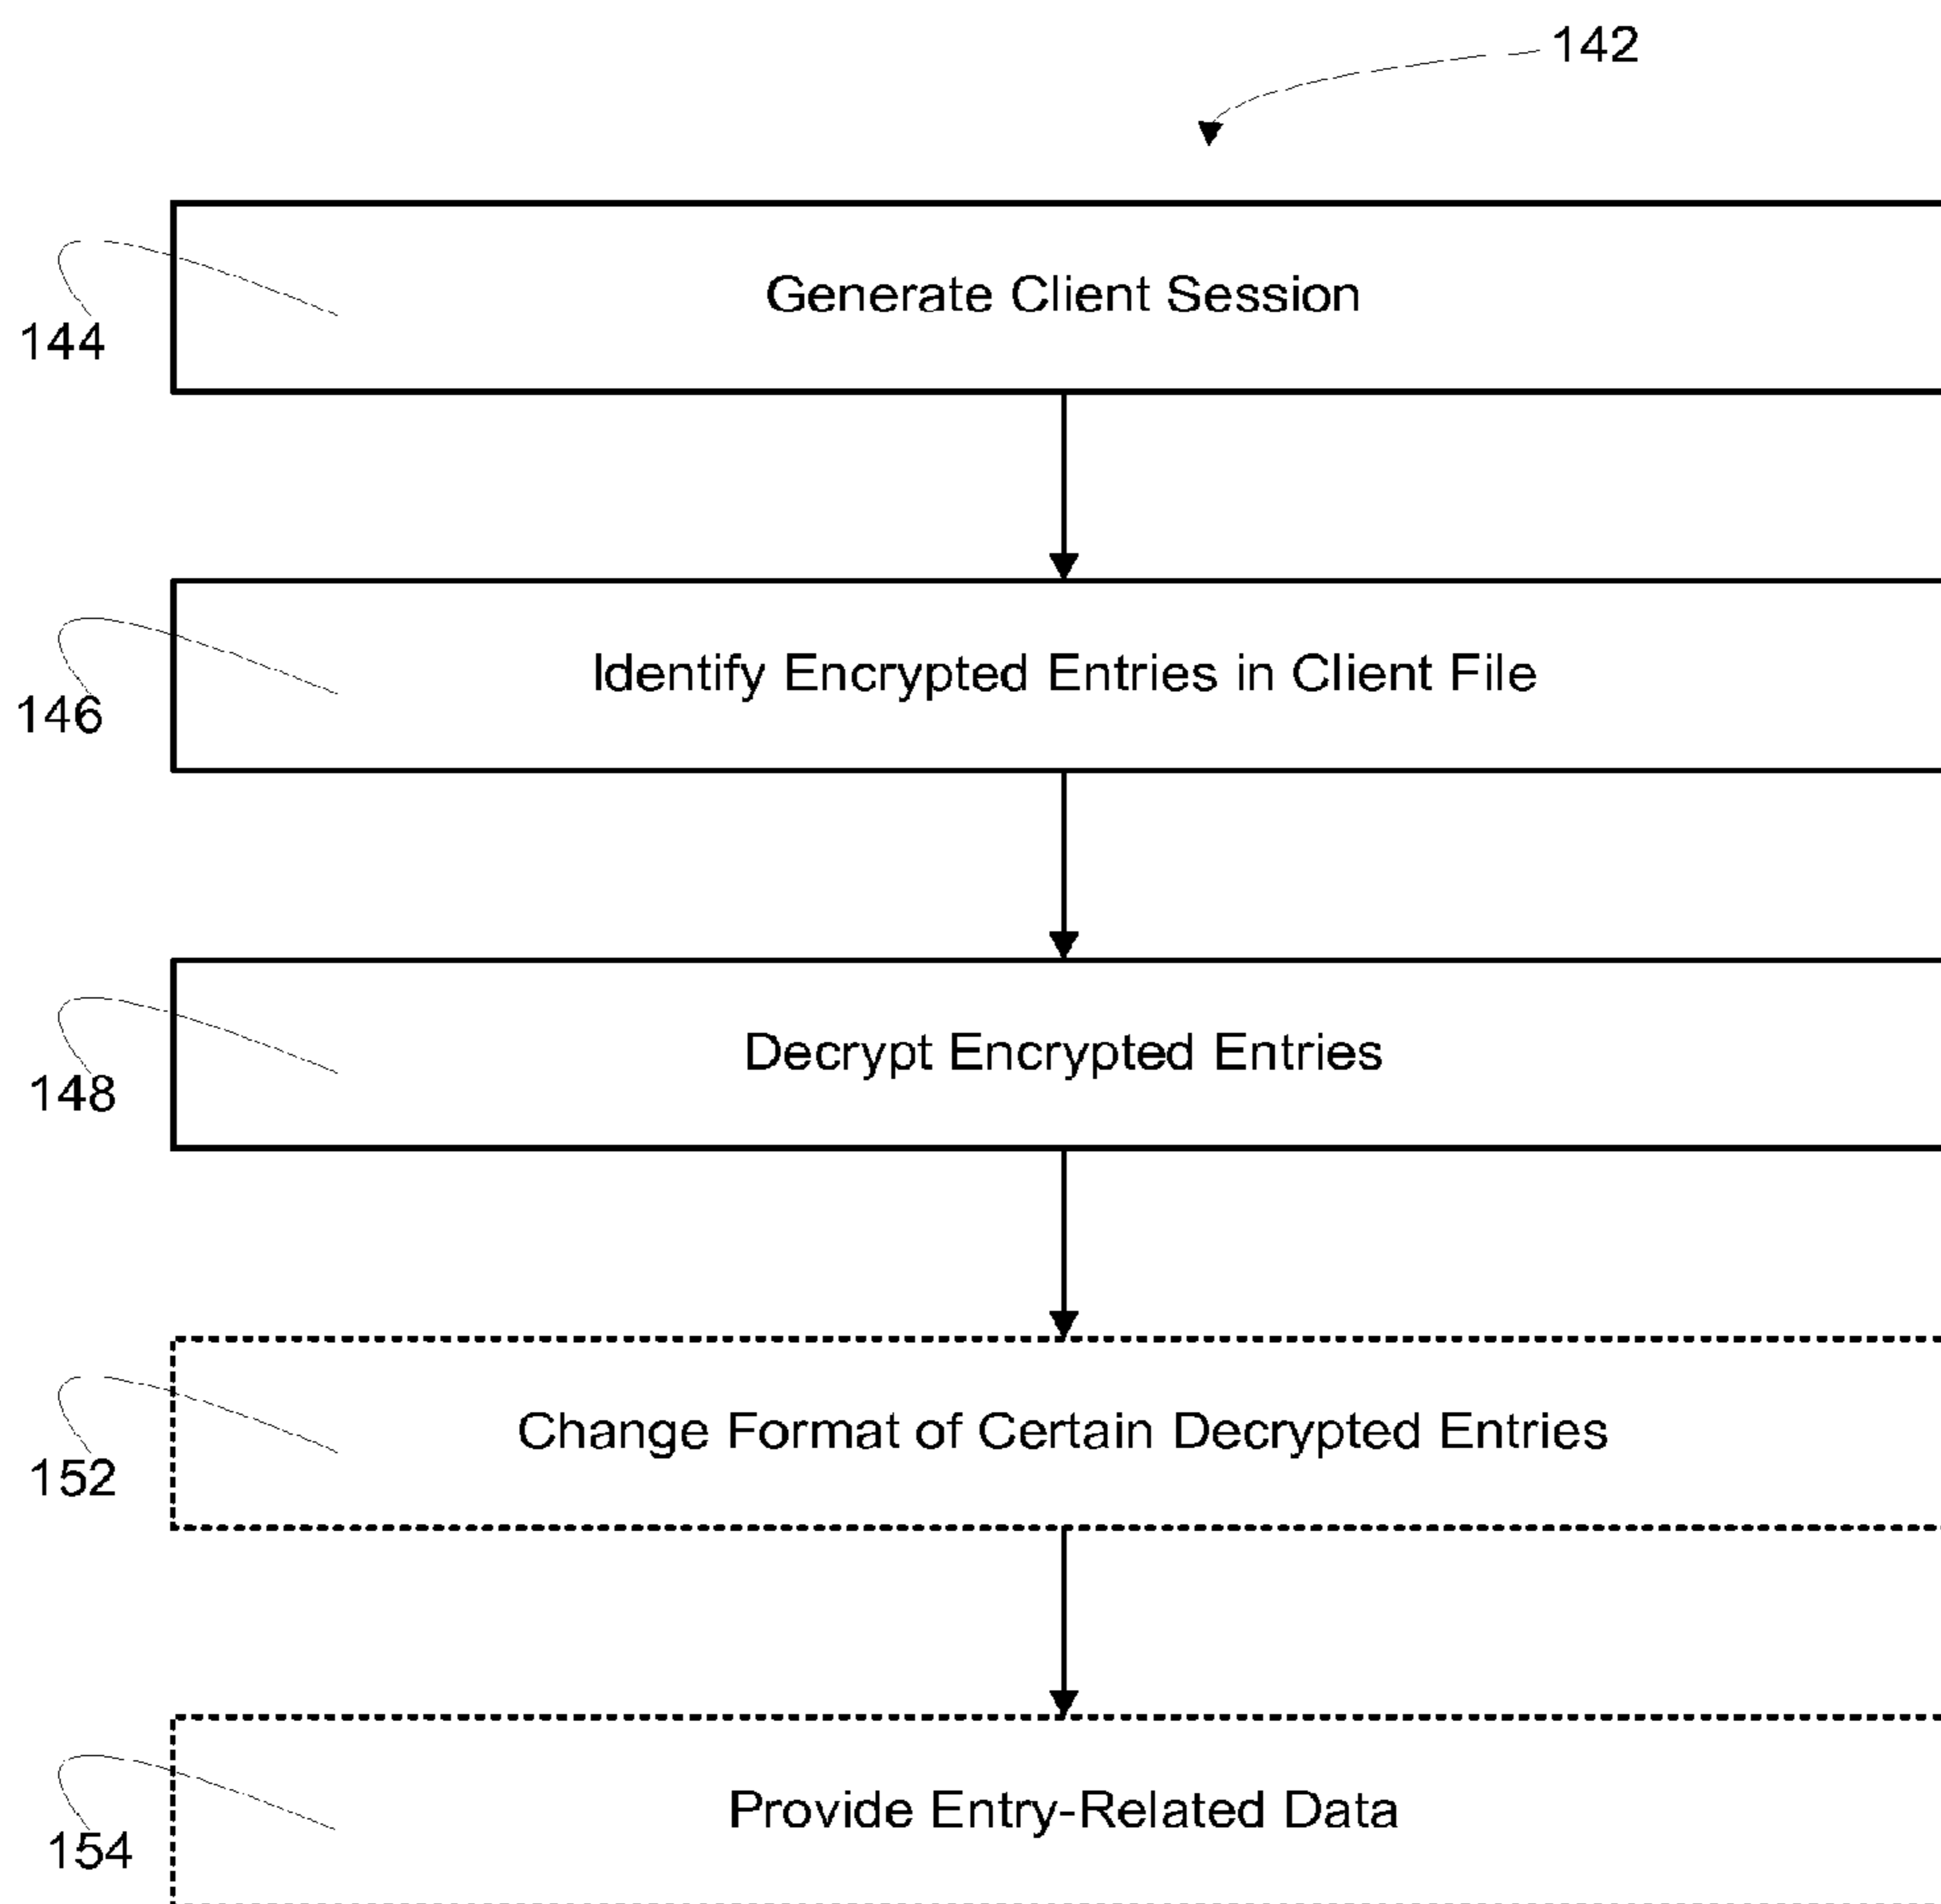 142
Generate Client Session
144
Identify Encrypted Entries in Client File
146
Decrypt Encrypted Entries
148
Change Format of Certain Decrypted Entries
152
Provide Entry-Related Data
154